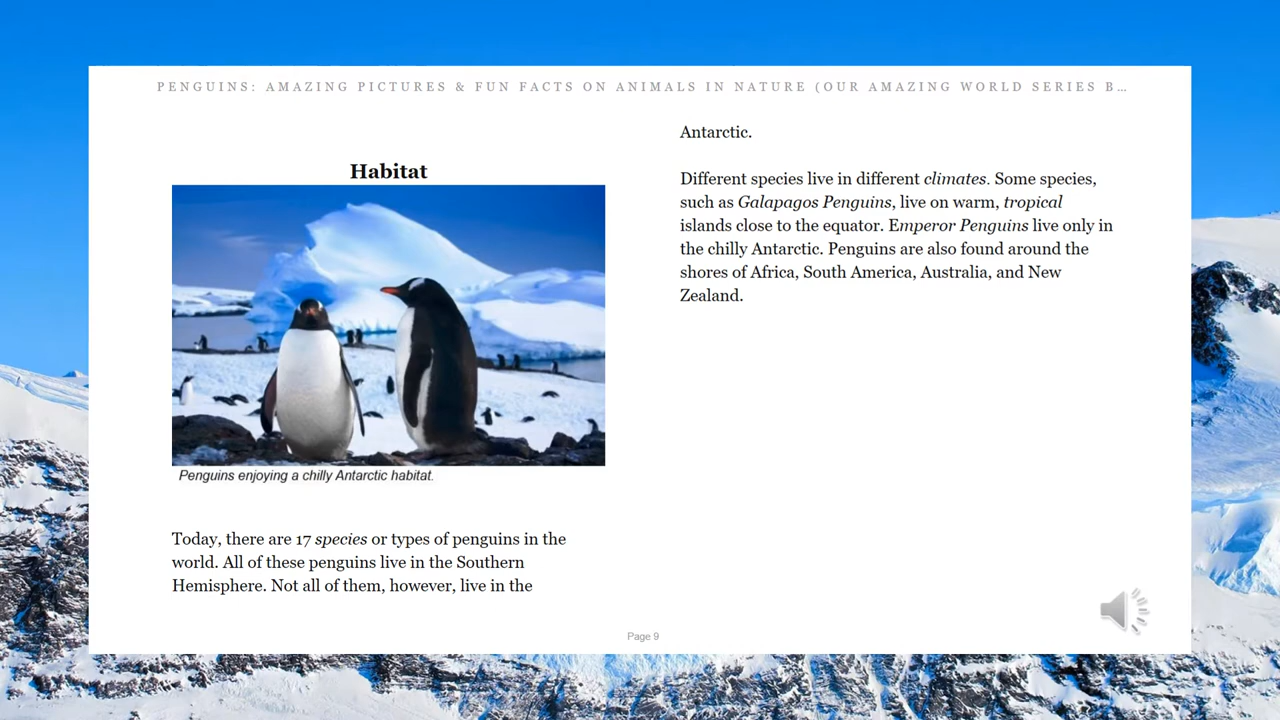 PENGUINS: AMAZING PICTURES & FUN FACTS ON ANIMALS IN NATURE (OUR AMAZING WORLD SERIES B…
Habitat
Penguins enjoying a chilly Antarctic habitat.
Today, there are 17 species or types of penguins in the
world. All of these penguins live in the Southern
Hemisphere. Not all of them, however, live in the
Antarctic.
Different species live in different climates. Some species,
such as Galapagos Penguins, live on warm, tropical
islands close to the equator. Emperor Penguins live only in
the chilly Antarctic. Penguins are also found around the
shores of Africa, South America, Australia, and New
Zealand.
Page 9